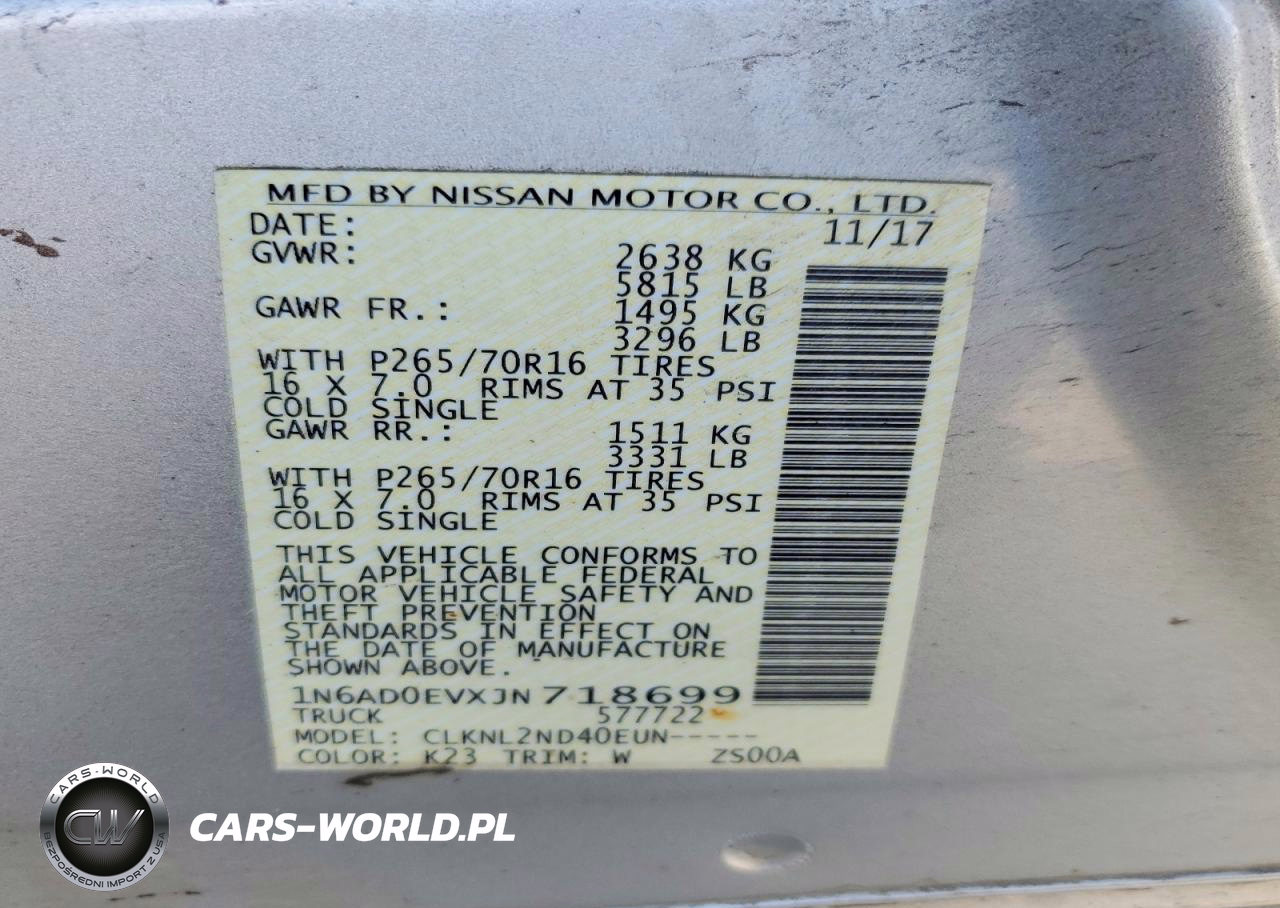 MFD BY NISSAN MOTOR CO., LTD.
DATE: 11/17
GVWR: 2638 KG
5815 LB
GAWR FR.: 1495 KG
3296 LB
WITH P265/70R16 TIRES
16 X 7.0 RIMS AT 35 PSI
COLD SINGLE
GAWR RR.: 1511 KG
3331 LB
WITH P265/70R16 TIRES
16 X 7.0 RIMS AT 35 PSI
COLD SINGLE
THIS VEHICLE CONFORMS TO
ALL APPLICABLE FEDERAL
MOTOR VEHICLE SAFETY AND
THEFT PREVENTION
STANDARDS IN EFFECT ON
THE DATE OF MANUFACTURE
SHOWN ABOVE.
1N6AD0EVXJN718699
TRUCK 577722
MODEL: CLKNL2ND40EUN-----
COLOR: K23 TRIM: W ZS00A
CARS-WORLD
CW
BEZPOŚREDNI IMPORT Z USA
CARS-WORLD.PL